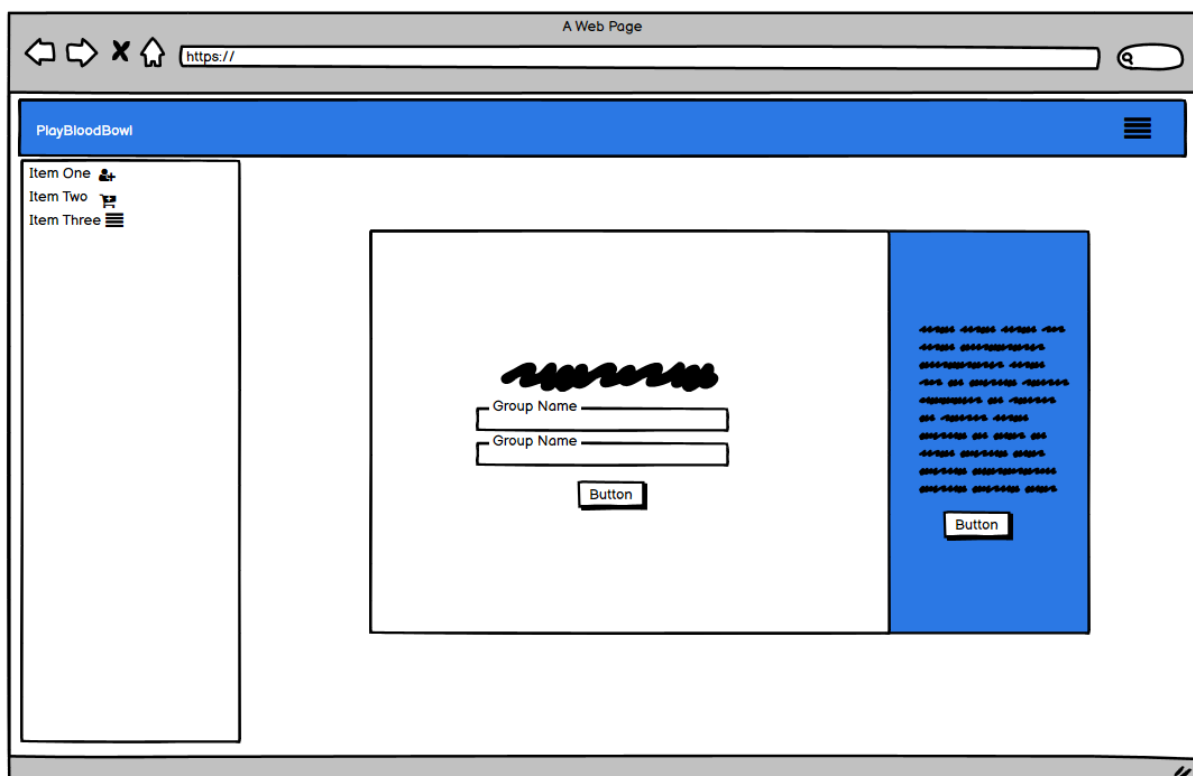 A Web Page
https://
PlayBloodBowl
Item One
Item Two
Item Three
Group Name
Group Name
Button
Button